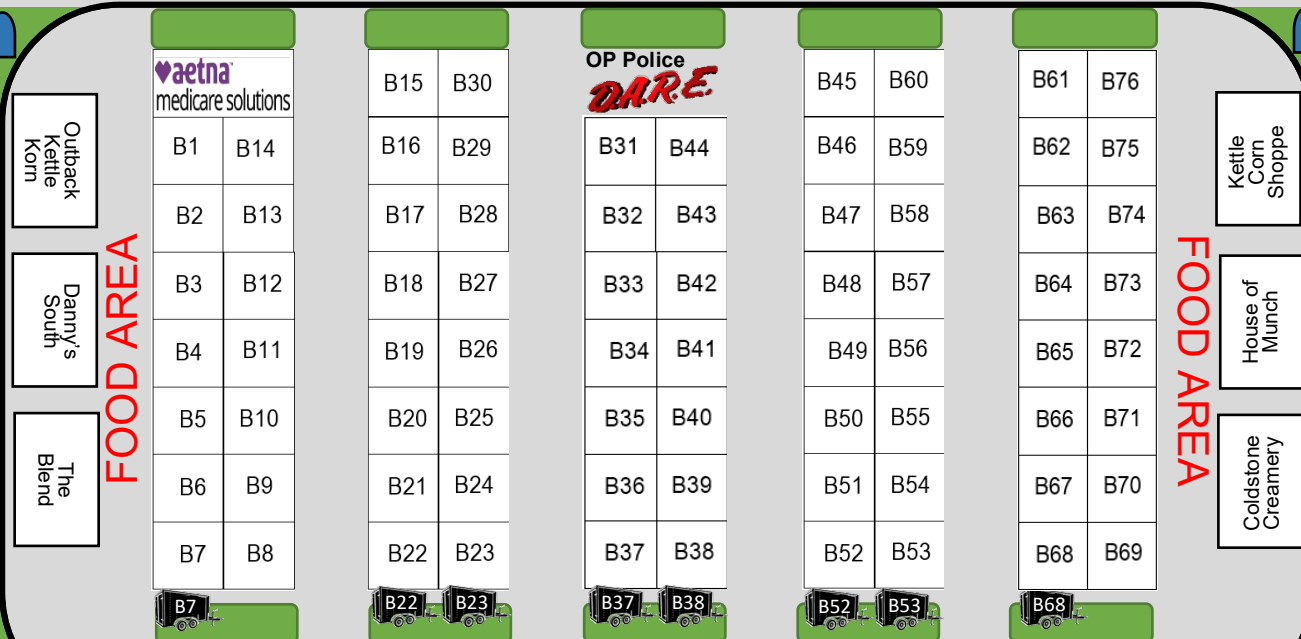 Outback
Kettle
Korn
Danny's
South
The
Blend
FOOD AREA
aetna™
medicare solutions
B1 B14
B2 B13
B3 B12
B4 B11
B5 B10
B6 B9
B7 B8
B7
B15 B30
B16 B29
B17 B28
B18 B27
B19 B26
B20 B25
B21 B24
B22 B23
B22 B23
OP Police
D.A.R.E.
B31 B44
B32 B43
B33 B42
B34 B41
B35 B40
B36 B39
B37 B38
B37 B38
B45 B60
B46 B59
B47 B58
B48 B57
B49 B56
B50 B55
B51 B54
B52 B53
B52 B53
B61 B76
B62 B75
B63 B74
B64 B73
B65 B72
B66 B71
B67 B70
B68 B69
B68
FOOD AREA
Kettle
Corn
Shoppe
House of
Munch
Coldstone
Creamery